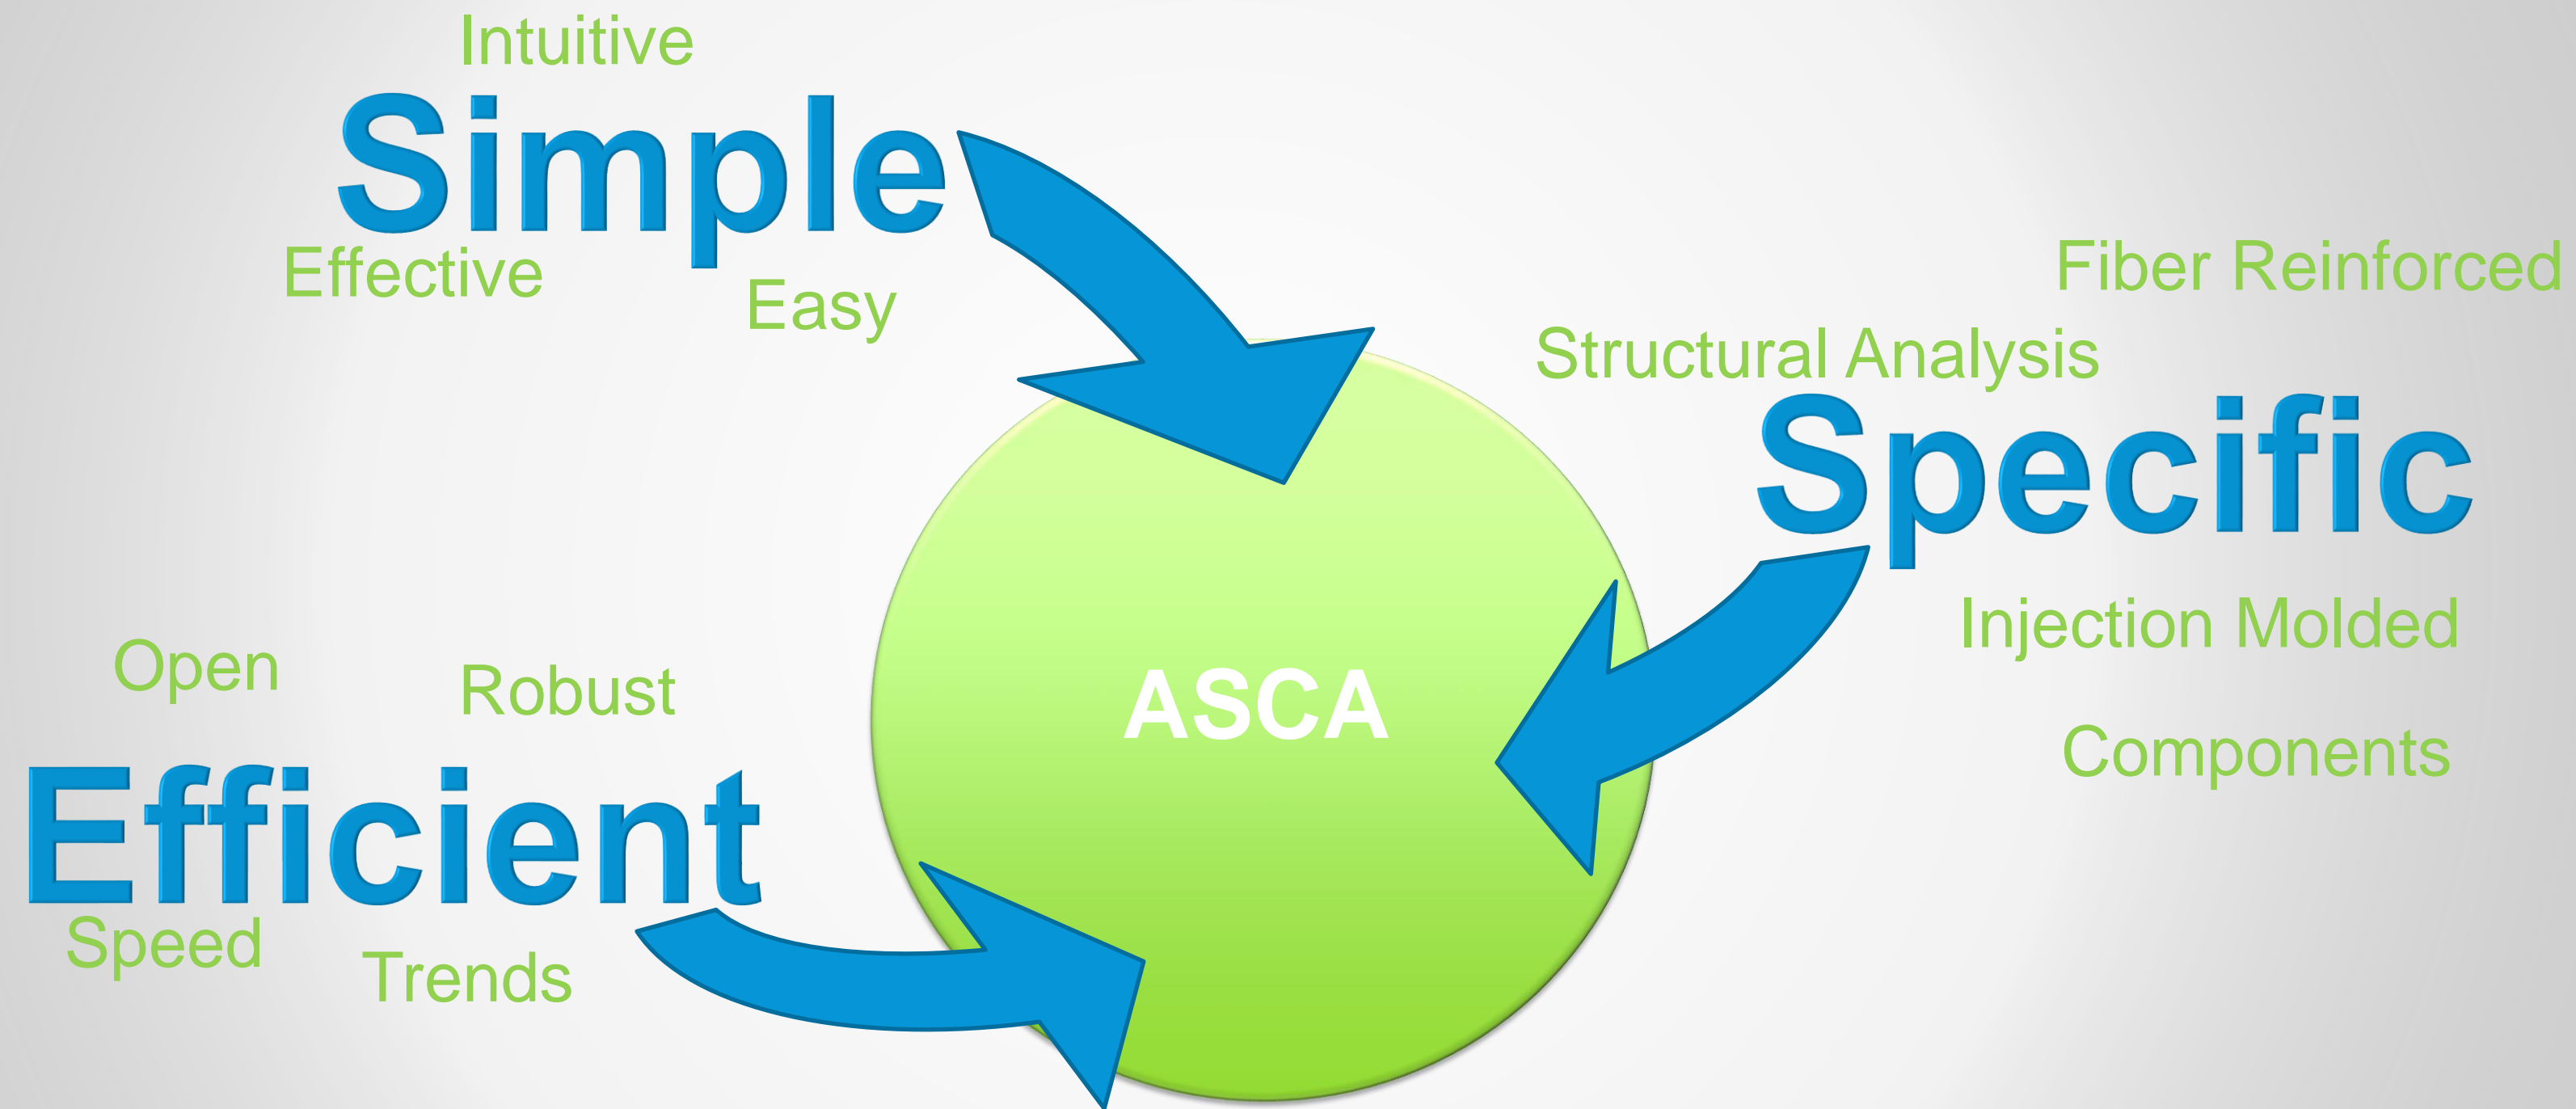 Intuitive
Simple
Effective
Easy
Fiber Reinforced
Structural Analysis
Specific
Injection Molded
Components
ASCA
Open
Robust
Efficient
Speed
Trends